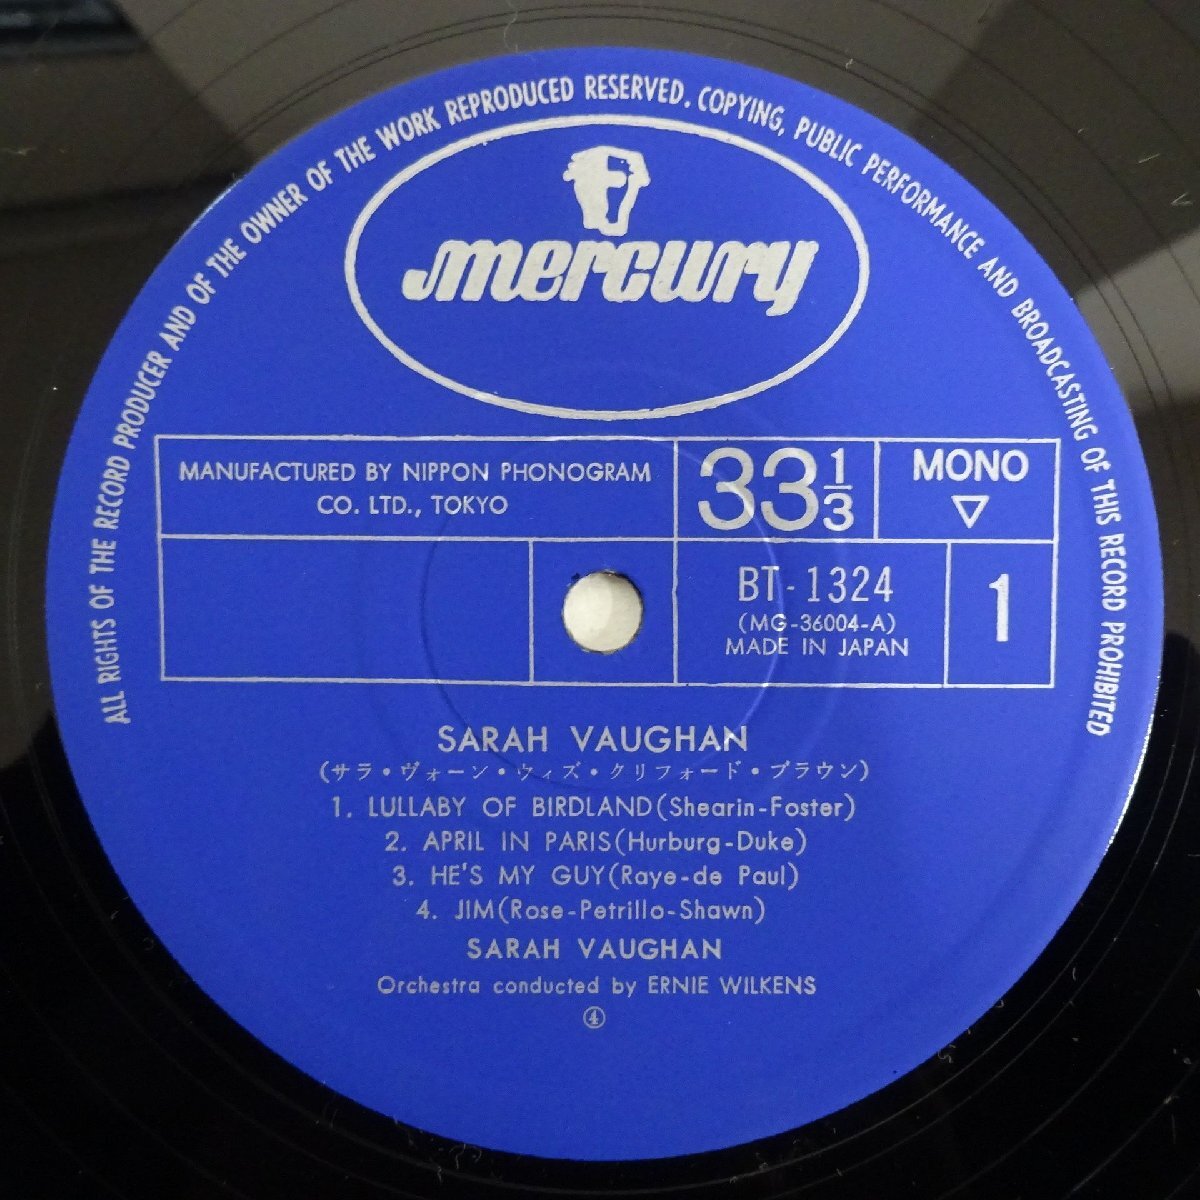 ALL RIGHTS OF THE RECORD PRODUCER AND OF THE OWNER OF THE WORK REPRODUCED RESERVED. COPYING, PUBLIC PERFORMANCE AND BROADCASTING OF THIS RECORD PROHIBITED
mercury
MANUFACTURED BY NIPPON PHONOGRAM
CO. LTD., TOKYO
33 1/3
MONO
▽
BT-1324
(MG-36004-A)
MADE IN JAPAN
1
SARAH VAUGHAN
(サラ・ヴォーン・ウィズ・クリフォード・ブラウン)
1. LULLABY OF BIRDLAND(Shearin-Foster)
2. APRIL IN PARIS(Hurburg-Duke)
3. HE'S MY GUY(Raye-de Paul)
4. JIM(Rose-Petrillo-Shawn)
SARAH VAUGHAN
Orchestra conducted by ERNIE WILKENS
④